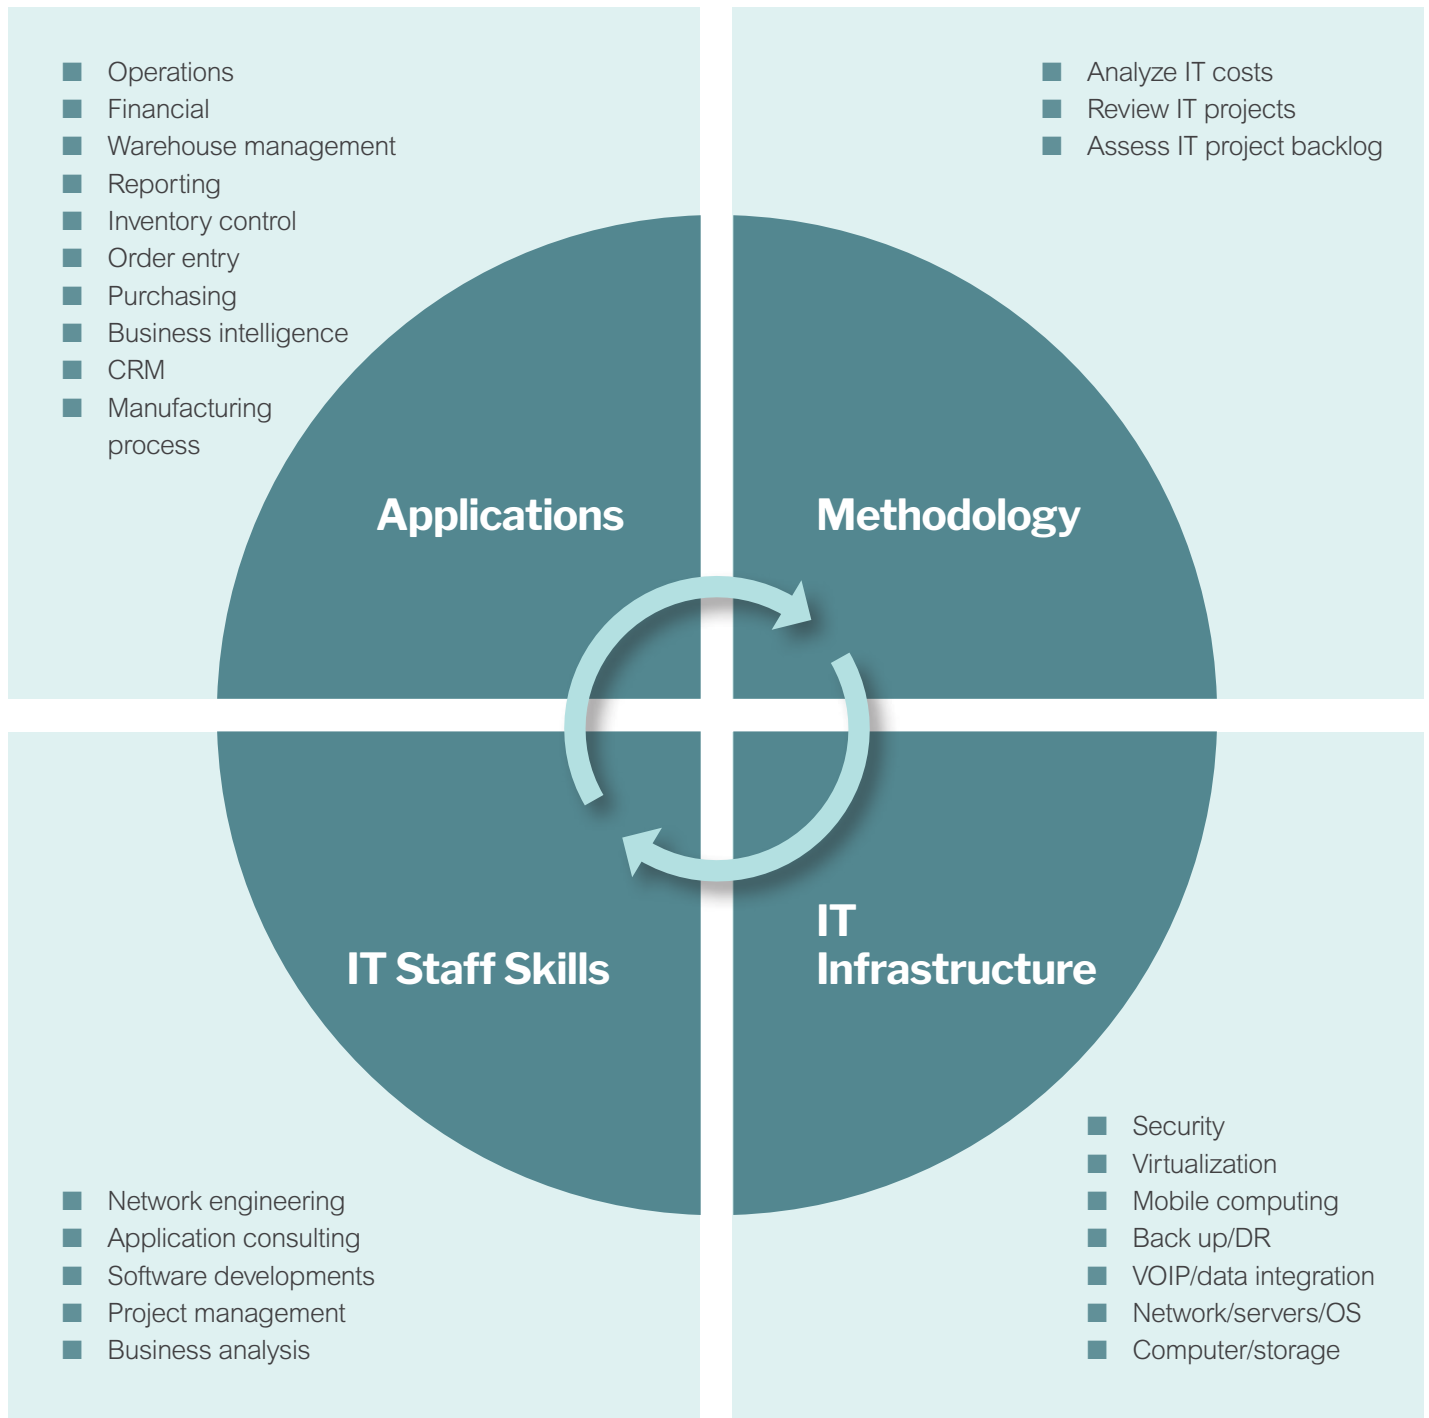 Operations
Financial
Warehouse management
Reporting
Inventory control
Order entry
Purchasing
Business intelligence
CRM
Manufacturing
process
Applications
Analyze IT costs
Review IT projects
Assess IT project backlog
Methodology
IT Staff Skills
Network engineering
Application consulting
Software developments
Project management
Business analysis
IT
Infrastructure
Security
Virtualization
Mobile computing
Back up/DR
VOIP/data integration
Network/servers/OS
Computer/storage